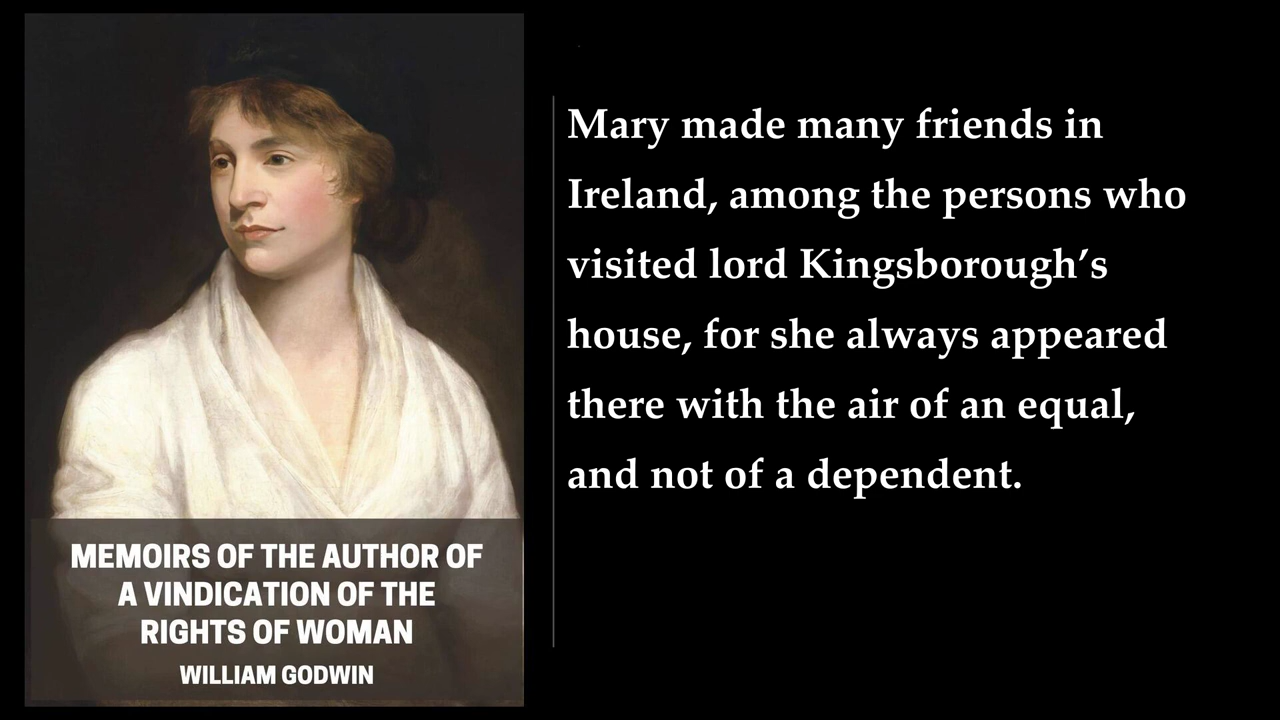 MEMOIRS OF THE AUTHOR OF
A VINDICATION OF THE
RIGHTS OF WOMAN
WILLIAM GODWIN
Mary made many friends in
Ireland, among the persons who
visited lord Kingsborough’s
house, for she always appeared
there with the air of an equal,
and not of a dependent.